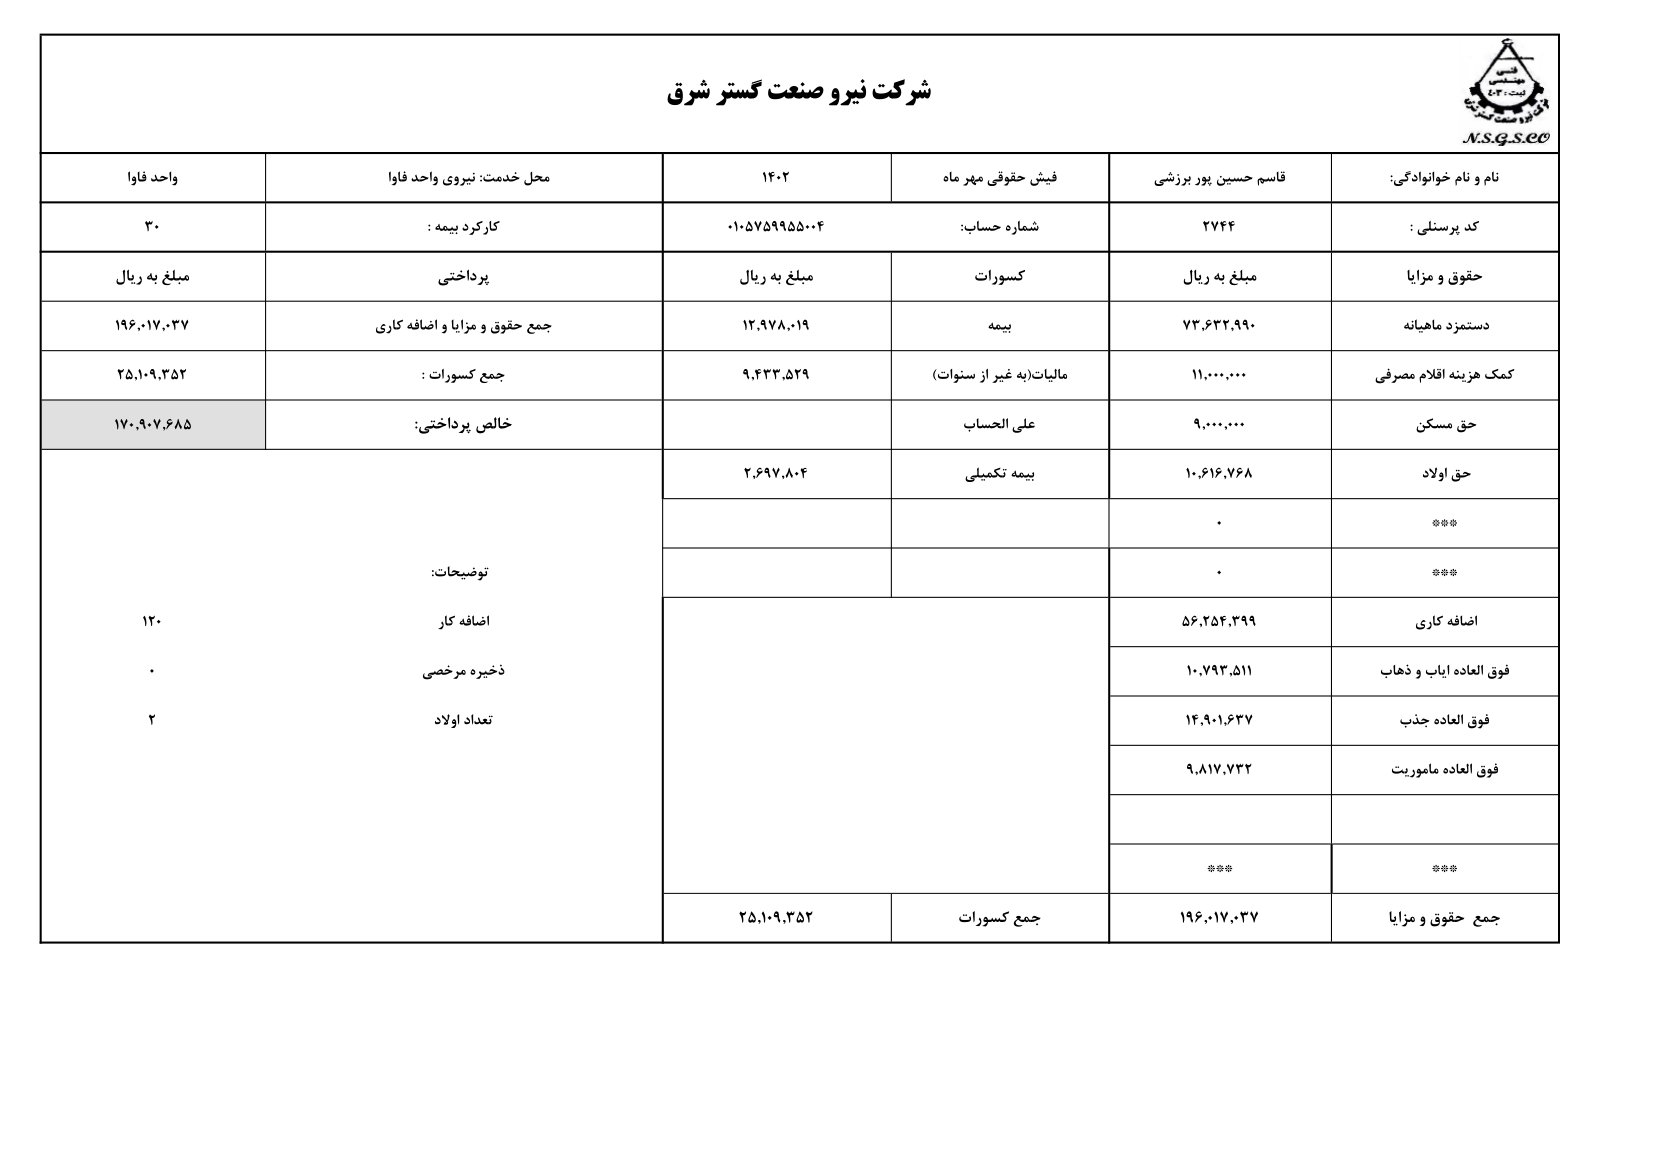 فنی
مهندسی
ثبت : ۴۰۳
شرکت نیرو صنعت گستر شرق
N.S.G.S.CO
شرکت نیرو صنعت گستر شرق
نام و نام خوانوادگی: قاسم حسین پور برزشی فیش حقوقی مهر ماه ۱۴۰۲ محل خدمت: نیروی واحد فاوا واحد فاوا
کد پرسنلی : ۲۷۴۴ شماره حساب: ۰۱۰۵۷۵۹۹۵۵۰۰۴ کارکرد بیمه : ۳۰
حقوق و مزایا مبلغ به ریال کسورات مبلغ به ریال پرداختی مبلغ به ریال
دستمزد ماهیانه ۷۳,۶۳۲,۹۹۰ بیمه ۱۲,۹۷۸,۰۱۹ جمع حقوق و مزایا و اضافه کاری ۱۹۶,۰۱۷,۰۳۷
کمک هزینه اقلام مصرفی ۱۱,۰۰۰,۰۰۰ مالیات(به غیر از سنوات) ۹,۴۳۳,۵۲۹ جمع کسورات : ۲۵,۱۰۹,۳۵۲
حق مسکن ۹,۰۰۰,۰۰۰ علی الحساب خالص پرداختی: ۱۷۰,۹۰۷,۶۸۵
حق اولاد ۱۰,۶۱۶,۷۶۸ بیمه تکمیلی ۲,۶۹۷,۸۰۴
*** ۰
*** ۰ توضیحات:
اضافه کاری ۵۶,۲۵۴,۳۹۹ اضافه کار ۱۲۰
فوق العاده ایاب و ذهاب ۱۰,۷۹۳,۵۱۱ ذخیره مرخصی ۰
فوق العاده جذب ۱۴,۹۰۱,۶۳۷ تعداد اولاد ۲
فوق العاده ماموریت ۹,۸۱۷,۷۳۲
*** ***
جمع حقوق و مزایا ۱۹۶,۰۱۷,۰۳۷ جمع کسورات ۲۵,۱۰۹,۳۵۲